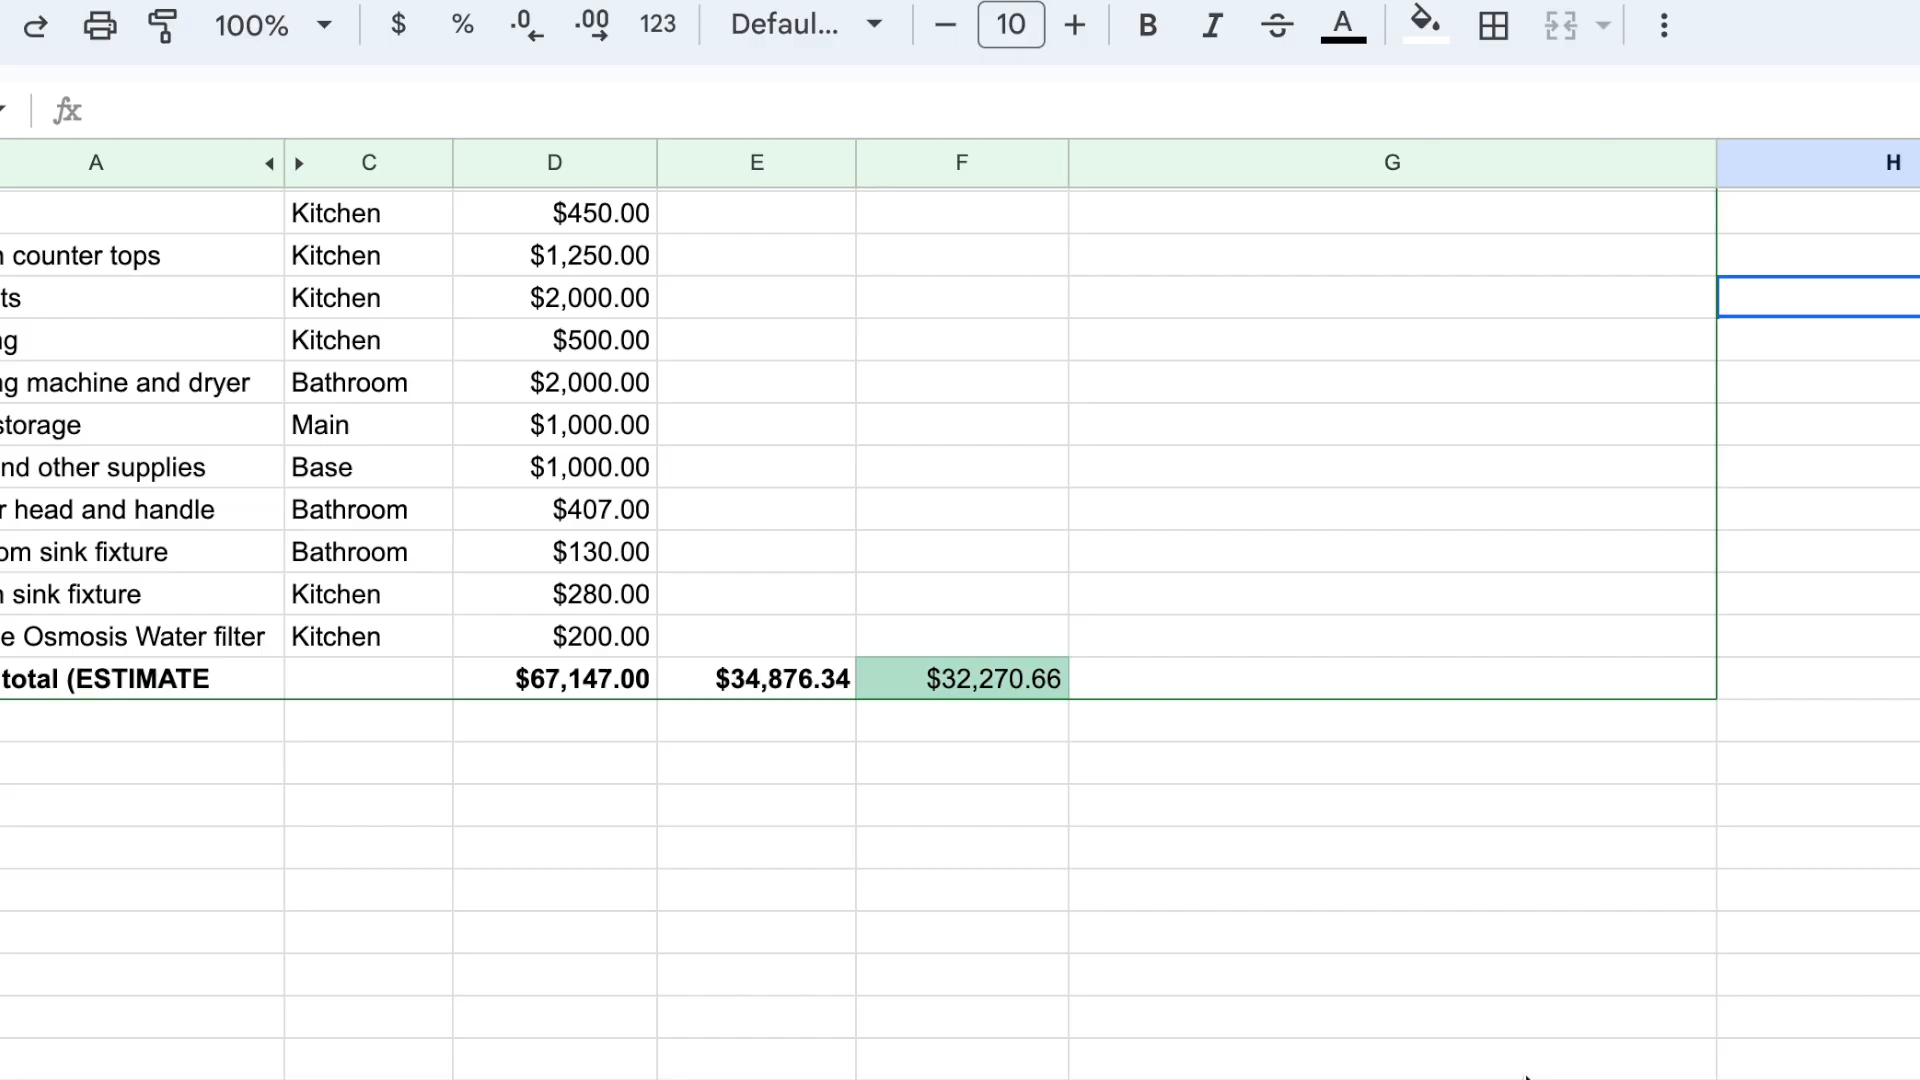 100% $ % .0 .00 123 Defaul... 10 B I S A
fx
A C D E F G H
Kitchen $450.00
counter tops Kitchen $1,250.00
ts Kitchen $2,000.00
g Kitchen $500.00
g machine and dryer Bathroom $2,000.00
storage Main $1,000.00
nd other supplies Base $1,000.00
r head and handle Bathroom $407.00
om sink fixture Bathroom $130.00
sink fixture Kitchen $280.00
e Osmosis Water filter Kitchen $200.00
total (ESTIMATE $67,147.00 $34,876.34 $32,270.66